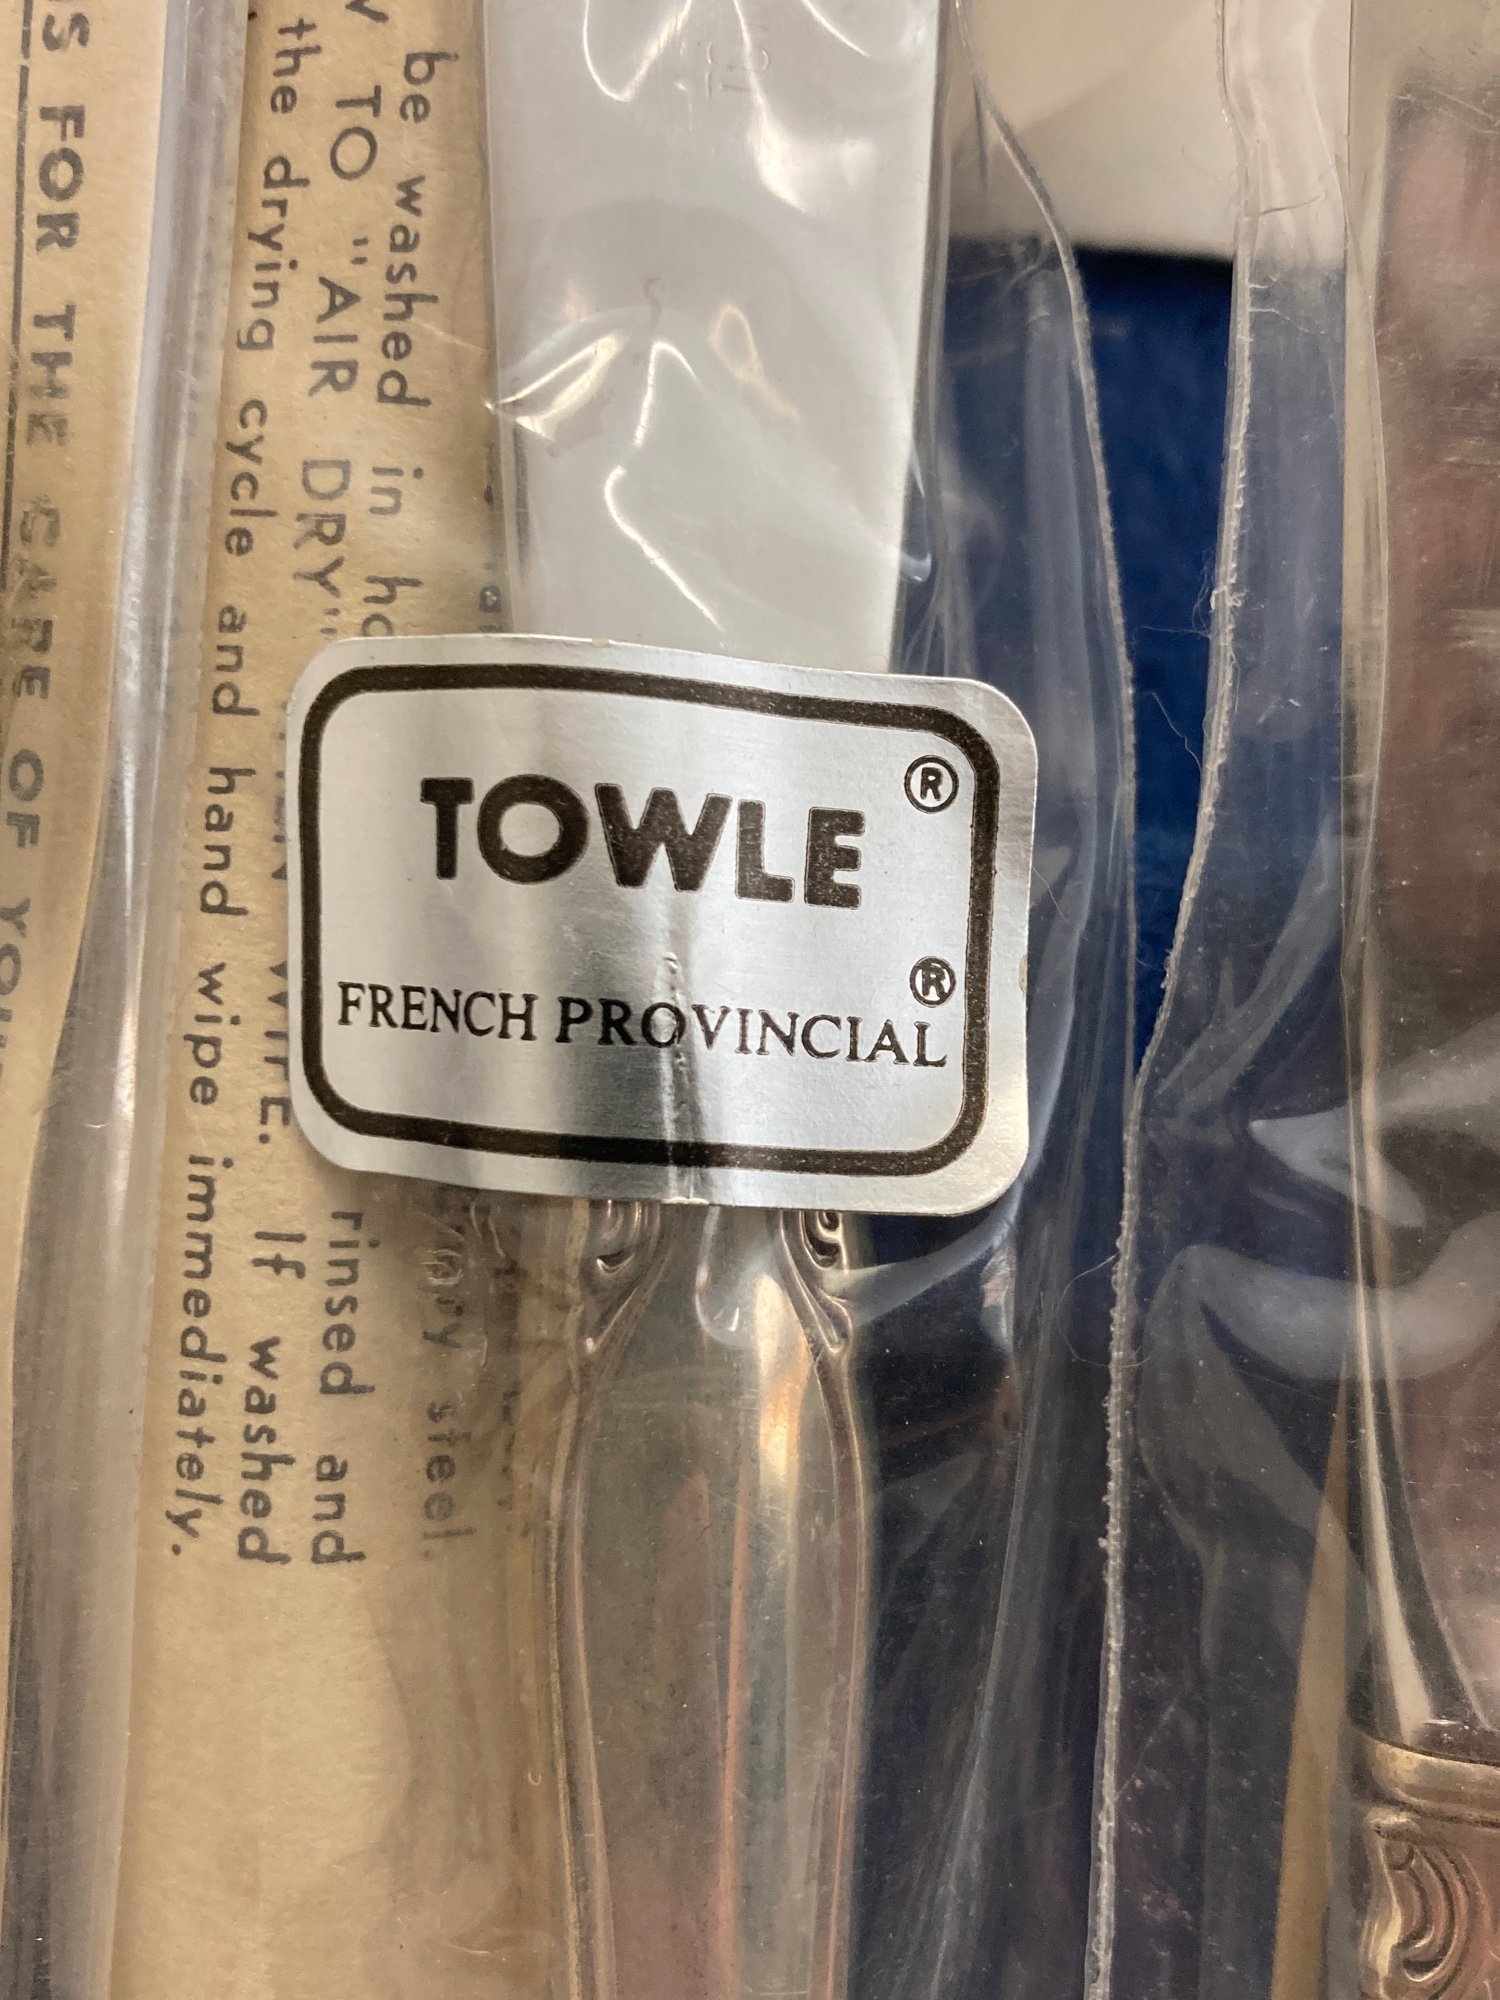 TOWLE ®
FRENCH PROVINCIAL ®
FOR THE CARE OF
be washed in
TO "AIR DRY"
the drying cycle and hand wipe immediately.
If washed
rinsed and
steel.